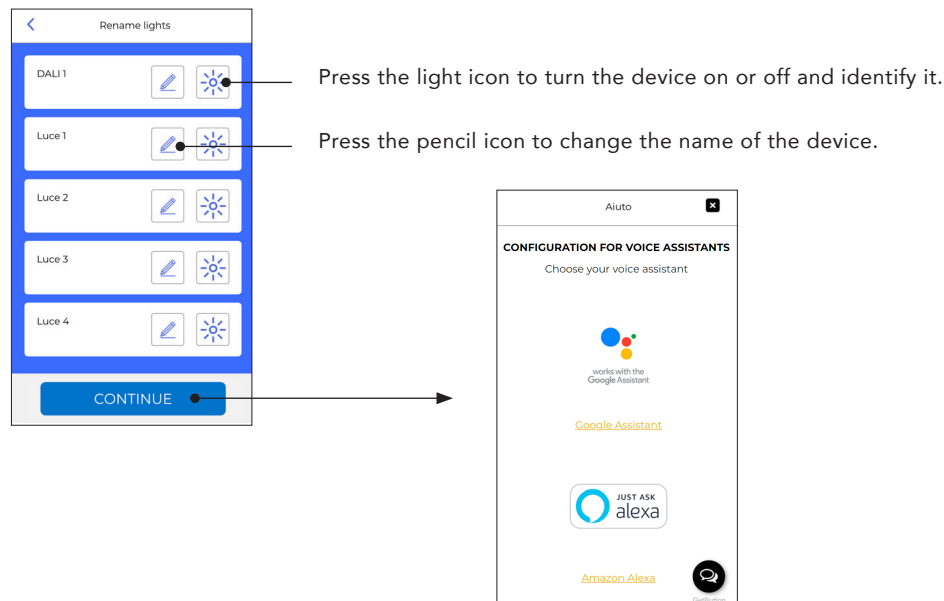 Rename lights
DALI 1
Press the light icon to turn the device on or off and identify it.
Luce 1
Press the pencil icon to change the name of the device.
Luce 2
Luce 3
Luce 4
CONTINUE
Aiuto
CONFIGURATION FOR VOICE ASSISTANTS
Choose your voice assistant
works with the
Google Assistant
Google Assistant
JUST ASK
alexa
Amazon Alexa